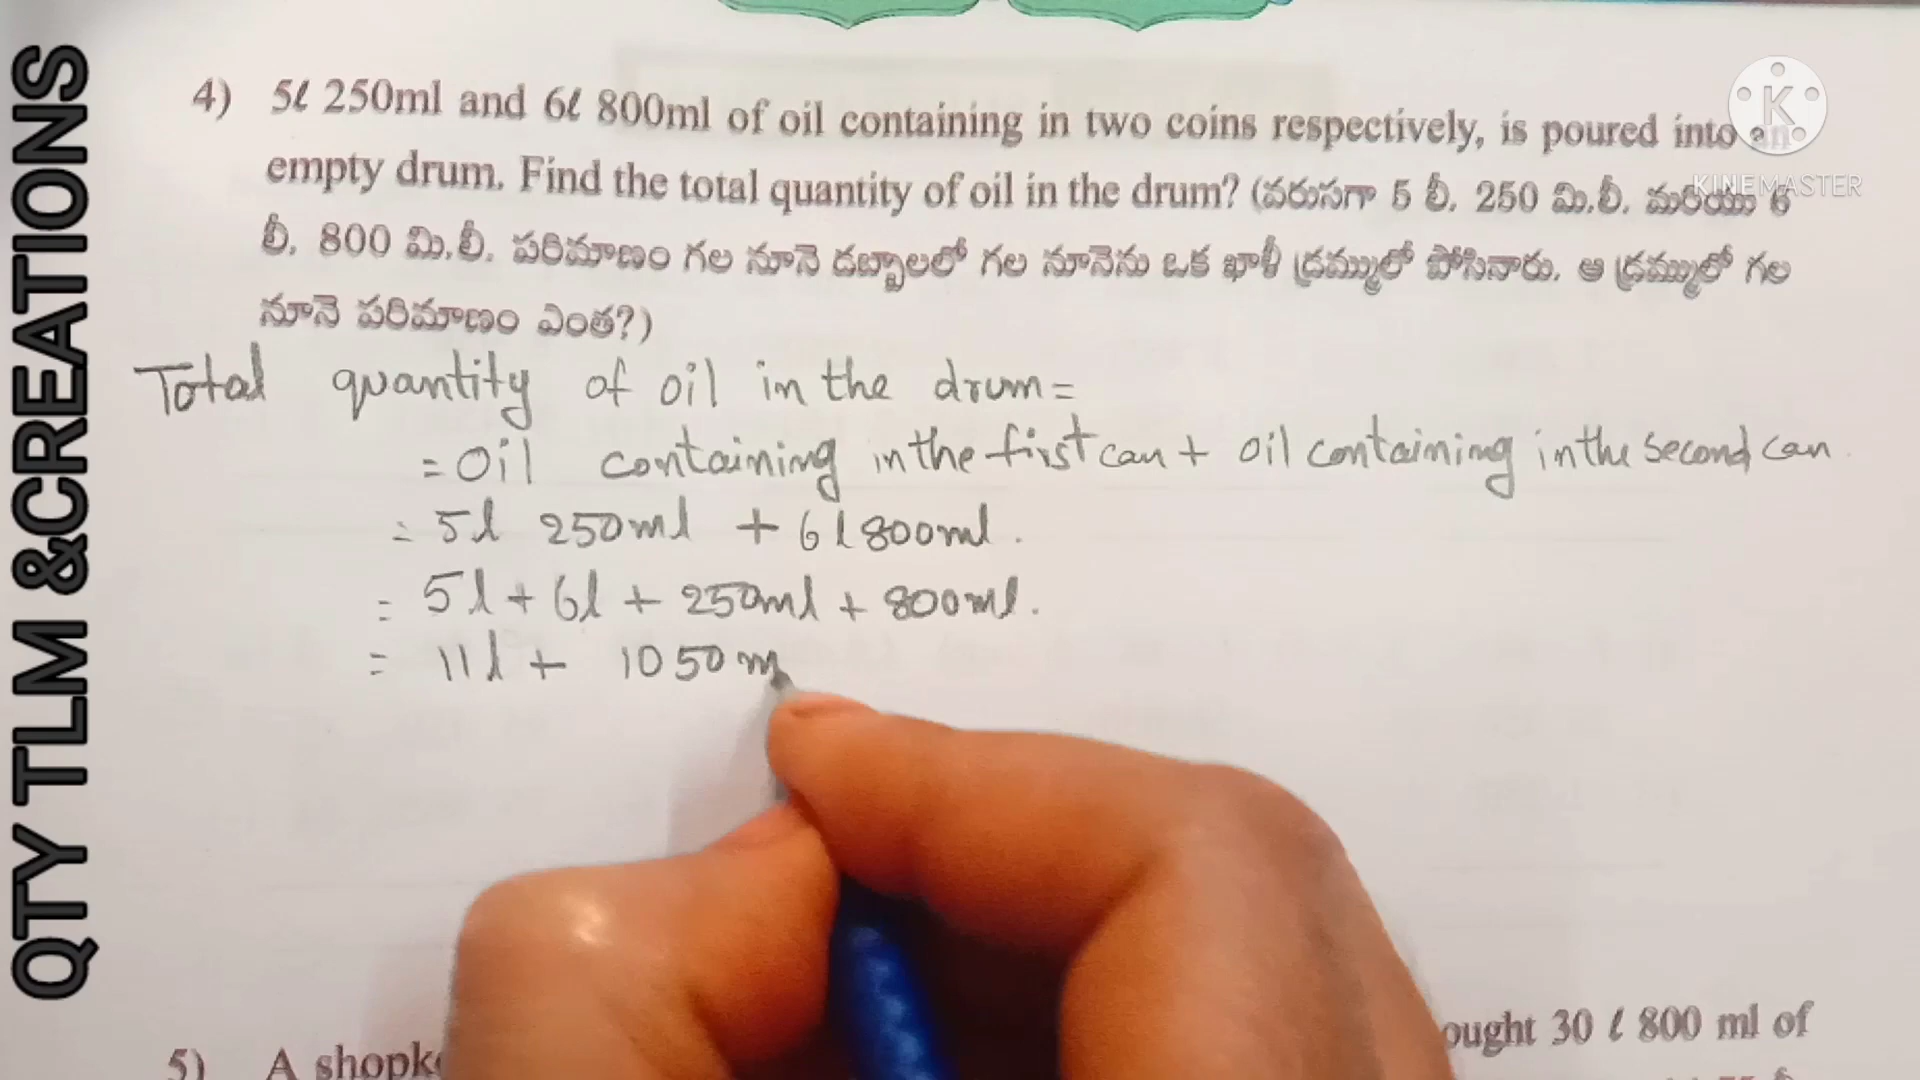 QTY TLM &CREATIONS
K
KINEMASTER
4) 5ℓ 250ml and 6ℓ 800ml of oil containing in two coins respectively, is poured into an
empty drum. Find the total quantity of oil in the drum? (వరుసగా 5 లీ. 250 మి.లీ. మరియు 6
లీ. 800 మి.లీ. పరిమాణం గల నూనె డబ్బాలలో గల నూనెను ఒక ఖాళీ డ్రమ్ములో పోసినారు. ఆ డ్రమ్ములో గల
నూనె పరిమాణం ఎంత?)
Total quantity of oil in the drum=
= Oil containing in the first can + oil containing in the second can
= 5l 250ml + 6l 800ml.
= 5l + 6l + 250ml + 800ml.
= 11l + 1050 m
ought 30 ℓ 800 ml of
5) A shopk